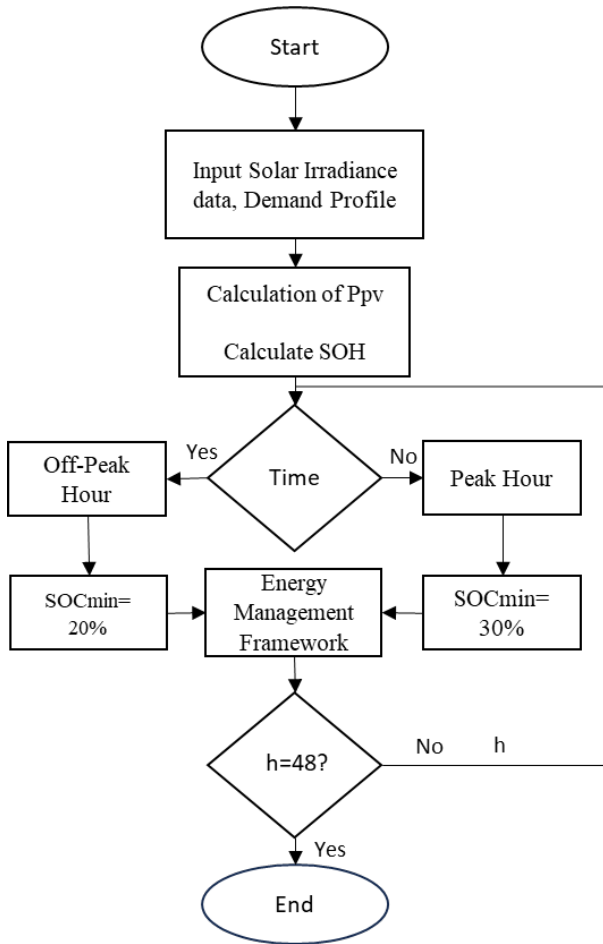 Start
Input Solar Irradiance
data, Demand Profile
Calculation of Ppv
Calculate SOH
Yes
Time
No
Off-Peak
Hour
Peak Hour
SOCmin=
20%
Energy
Management
Framework
SOCmin=
30%
h=48?
No h
Yes
End